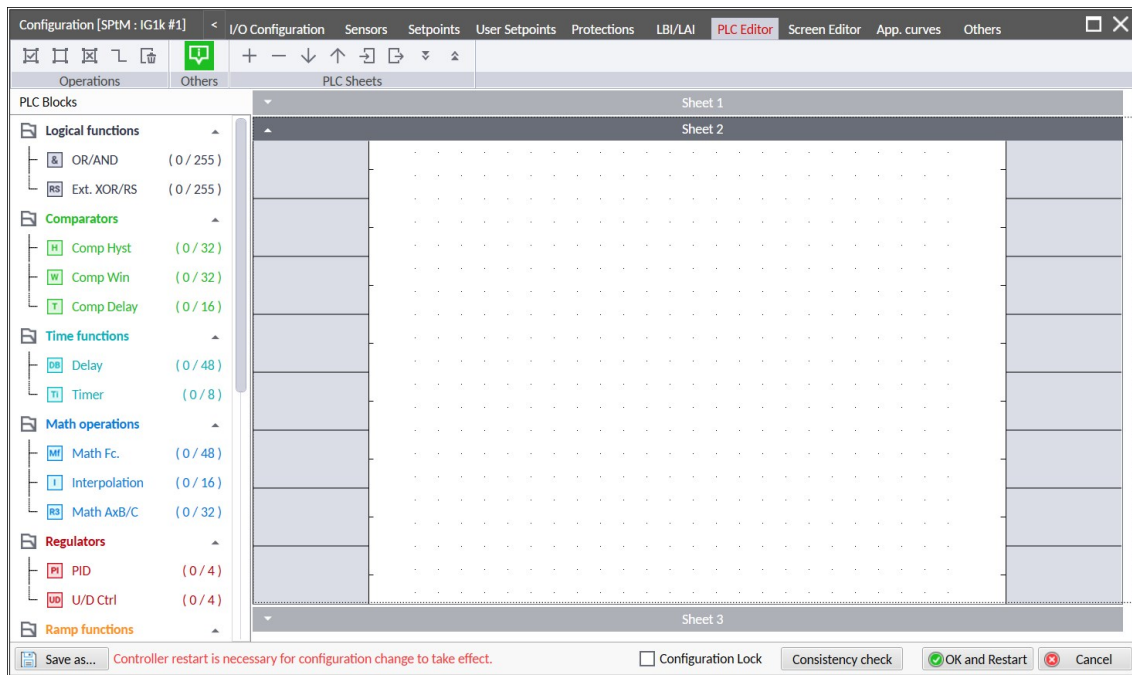 Configuration [SPtM : IG1k #1] < I/O Configuration Sensors Setpoints User Setpoints Protections LBI/LAI PLC Editor Screen Editor App. curves Others
Operations Others PLC Sheets
PLC Blocks
Sheet 1
Sheet 2
Logical functions
& OR/AND ( 0 / 255 )
RS Ext. XOR/RS ( 0 / 255 )
Comparators
H Comp Hyst ( 0 / 32 )
W Comp Win ( 0 / 32 )
T Comp Delay ( 0 / 16 )
Time functions
DB Delay ( 0 / 48 )
Ti Timer ( 0 / 8 )
Math operations
Mf Math Fc. ( 0 / 48 )
I Interpolation ( 0 / 16 )
R3 Math AxB/C ( 0 / 32 )
Regulators
PI PID ( 0 / 4 )
UD U/D Ctrl ( 0 / 4 )
Ramp functions
Sheet 3
Save as... Controller restart is necessary for configuration change to take effect. Configuration Lock Consistency check OK and Restart Cancel